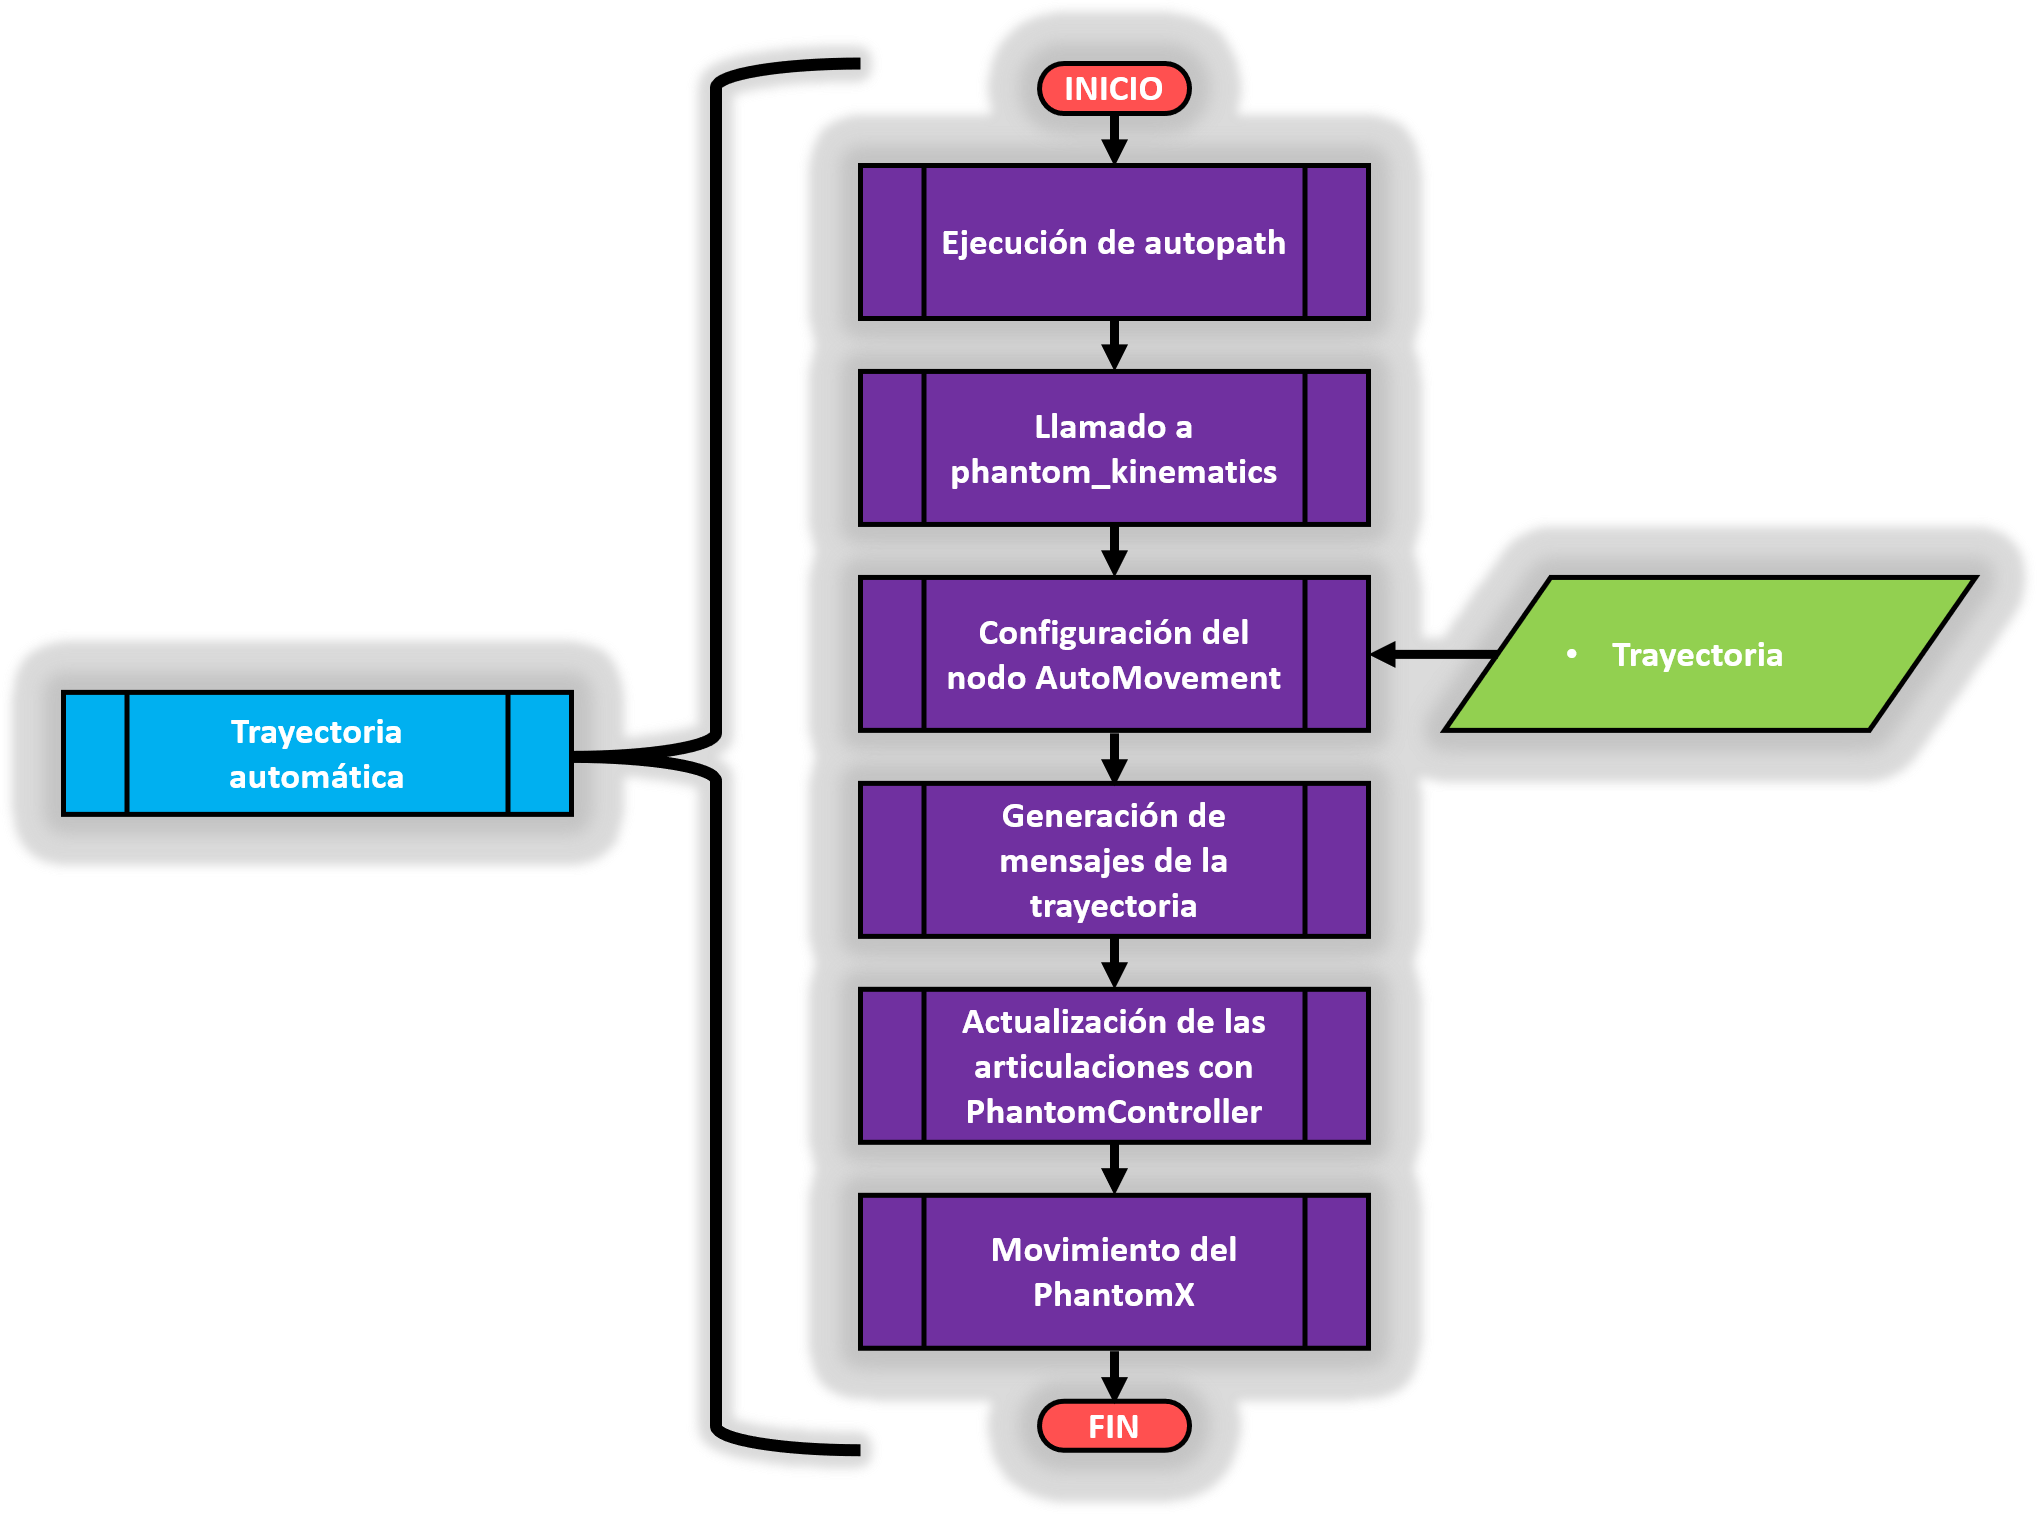 INICIO
Ejecución de autopath
Llamado a
phantom_kinematics
Configuración del
nodo AutoMovement
• Trayectoria
Trayectoria
automática
Generación de
mensajes de la
trayectoria
Actualización de las
articulaciones con
PhantomController
Movimiento del
PhantomX
FIN